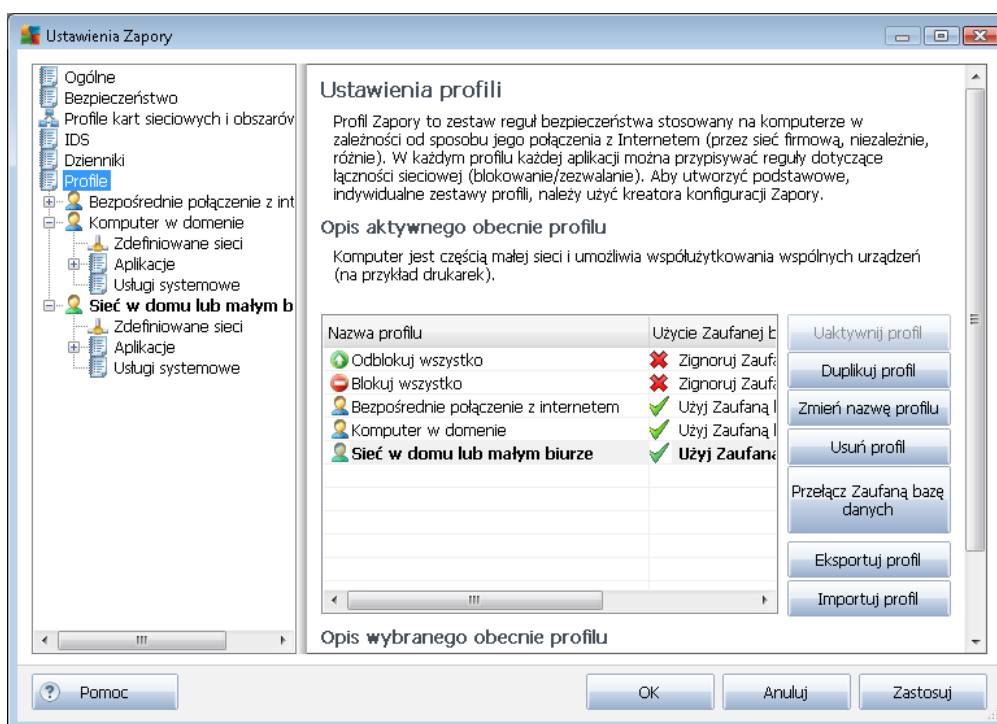 Ustawienia Zapory
Ogólne
Bezpieczeństwo
Profile kart sieciowych i obszarów
IDS
Dzienniki
Profile
Bezpośrednie połączenie z int
Komputer w domenie
Zdefiniowane sieci
Aplikacje
Usługi systemowe
Sieć w domu lub małym b
Zdefiniowane sieci
Aplikacje
Usługi systemowe
Ustawienia profili
Profil Zapory to zestaw reguł bezpieczeństwa stosowany na komputerze w
zależności od sposobu jego połączenia z Internetem (przez sieć firmową, niezależnie,
różnie). W każdym profilu każdej aplikacji można przypisywać reguły dotyczące
łączności sieciowej (blokowanie/zezwalanie). Aby utworzyć podstawowe,
indywidualne zestawy profili, należy użyć kreatora konfiguracji Zapory.
Opis aktywnego obecnie profilu
Komputer jest częścią małej sieci i umożliwia współużytkowania wspólnych urządzeń
(na przykład drukarek).
Nazwa profilu Użycie Zaufanej b
Odblokuj wszystko Zignoruj Zaufa
Blokuj wszystko Zignoruj Zaufa
Bezpośrednie połączenie z internetem Użyj Zaufaną l
Komputer w domenie Użyj Zaufaną l
Sieć w domu lub małym biurze Użyj Zaufaną
Uaktywnij profil
Duplikuj profil
Zmień nazwę profilu
Usuń profil
Przełącz Zaufaną bazę
danych
Eksportuj profil
Importuj profil
Opis wybranego obecnie profilu
Pomoc
OK
Anuluj
Zastosuj